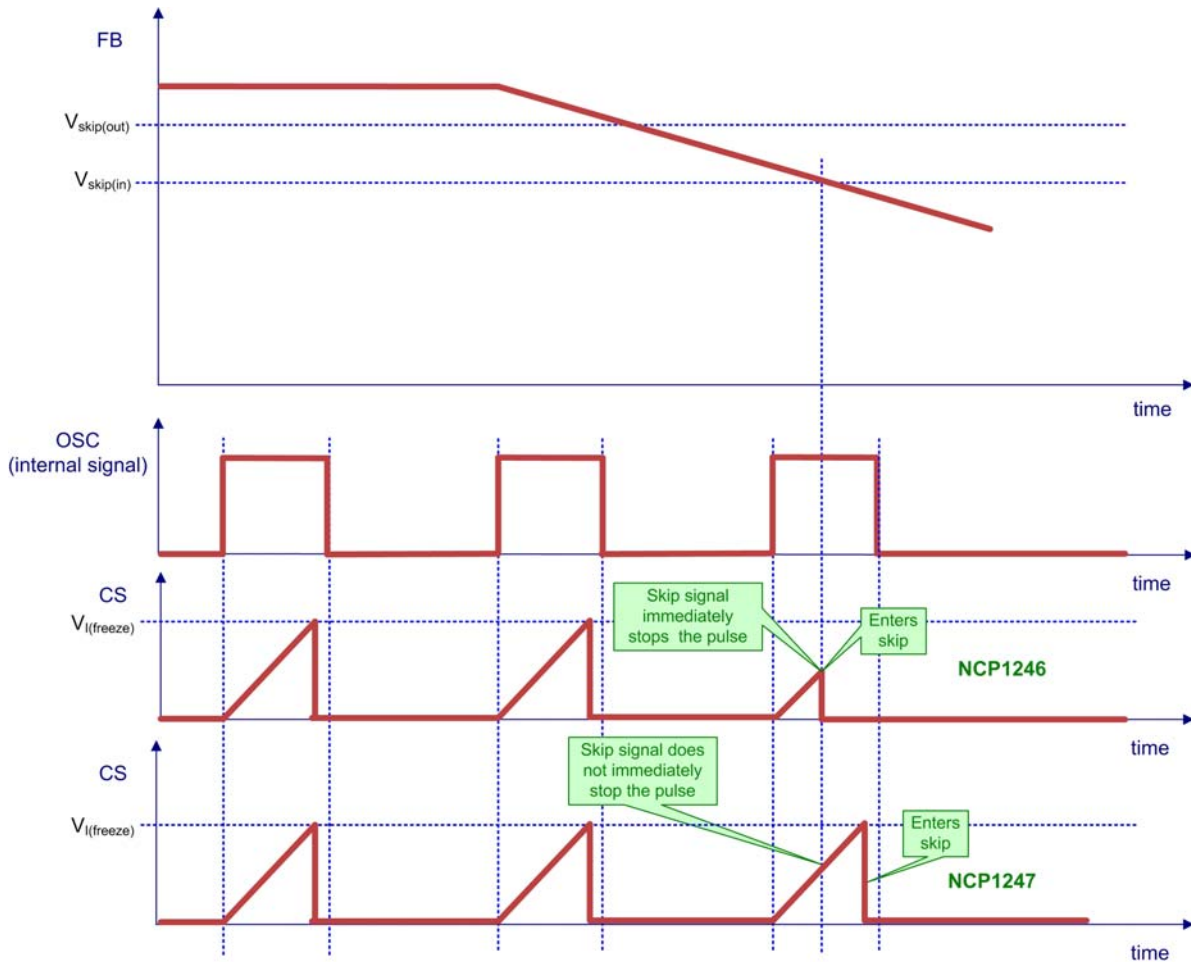 FB
Vskip(out)
Vskip(in)
time
OSC
(internal signal)
time
CS
VI(freeze)
Skip signal
immediately
stops the pulse
Enters
skip
NCP1246
time
CS
VI(freeze)
Skip signal does
not immediately
stop the pulse
Enters
skip
NCP1247
time